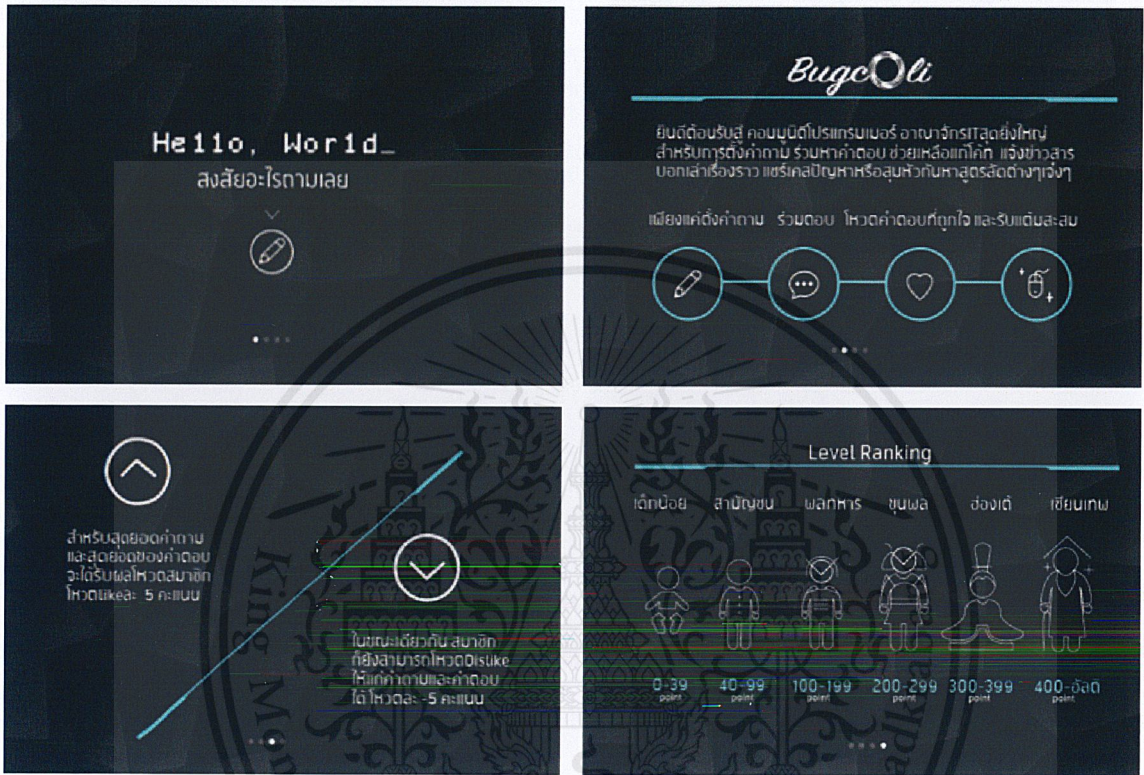 Hello, World_
สงสัยอะไรถามเลย
BugcOli
ยินดีต้อนรับสู่ คอมมูนิตีโปรแกรมเมอร์ อาณาจักรITสุดยิ่งใหญ่
สำหรับการตั้งคำถาม ร่วมหาคำตอบ ช่วยเหลือแก้โค้ด แจ้งข่าวสาร
บอกเล่าเรื่องราว แชร์เคสปัญหาหรือสุมหัวกันหาสูตรลัดต่างๆเจ๋งๆ
เพียงแค่ตั้งคำถาม ร่วมตอบ โหวตคำตอบที่ถูกใจ และรับแต้มสะสม
สำหรับสุดยอดคำถาม
และสุดยอดของคำตอบ
จะได้รับผลโหวตสมาชิก
โหวตlikeละ 5 คะแนน
ในขณะเดียวกัน สมาชิก
ก็ยังสามารถโหวตDislike
ให้แก่คำถามและคำตอบ
ได้ โหวตละ -5 คะแนน
Level Ranking
เด็กน้อย สามัญชน พลทหาร ขุนพล ฮ่องเต้ เซียนเทพ
0-39 40-99 100-199 200-299 300-399 400-อัลติ
point point point point point point
King Mon
adka